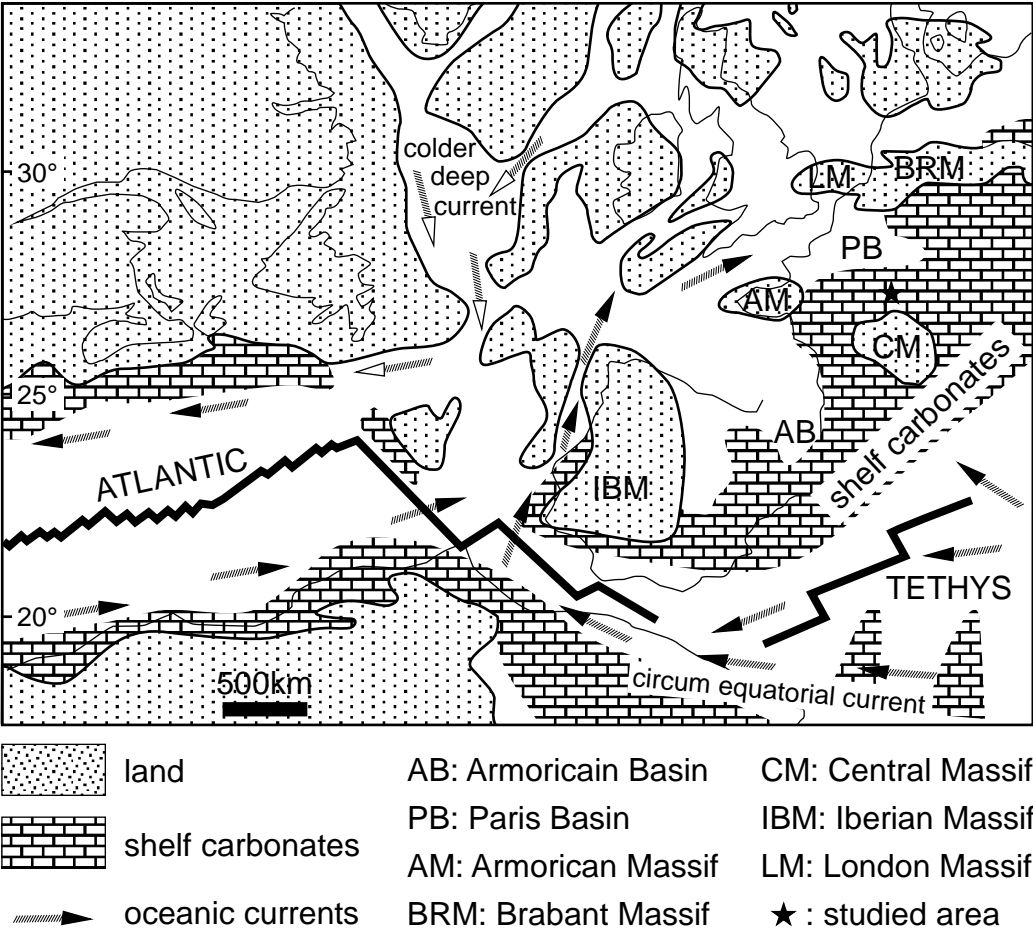 colder
deep
current
30°
LM
BRM
PB
AM
CM
25°
AB
shelf carbonates
ATLANTIC
IBM
TETHYS
20°
500km
circum equatorial current
land
shelf carbonates
oceanic currents
AB: Armoricain Basin
PB: Paris Basin
AM: Armorican Massif
BRM: Brabant Massif
CM: Central Massif
IBM: Iberian Massif
LM: London Massif
★ : studied area